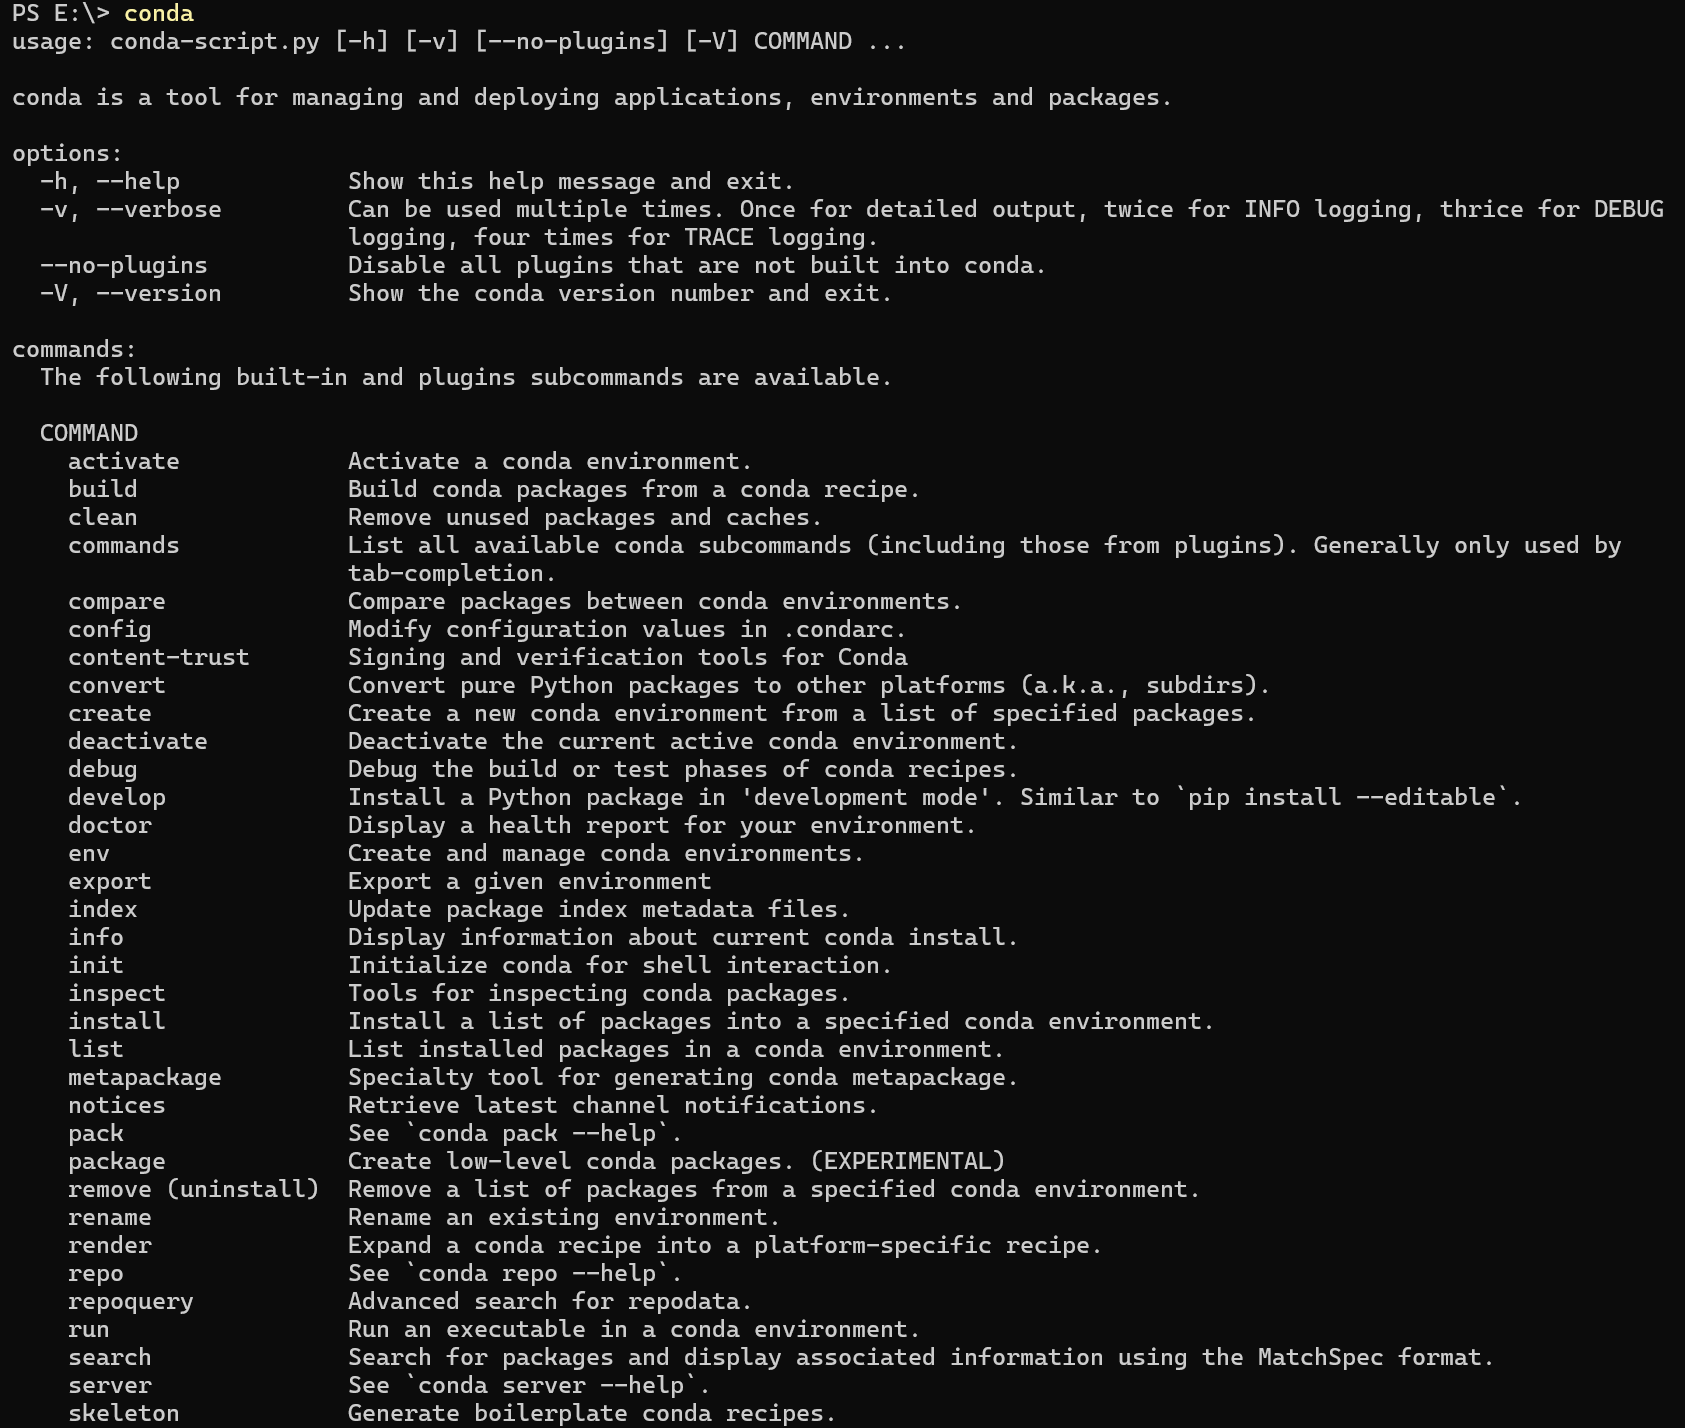 PS E:\> conda
usage: conda-script.py [-h] [-v] [--no-plugins] [-V] COMMAND ...
conda is a tool for managing and deploying applications, environments and packages.
options:
-h, --help Show this help message and exit.
-v, --verbose Can be used multiple times. Once for detailed output, twice for INFO logging, thrice for DEBUG
logging, four times for TRACE logging.
--no-plugins Disable all plugins that are not built into conda.
-V, --version Show the conda version number and exit.
commands:
The following built-in and plugins subcommands are available.
COMMAND
activate Activate a conda environment.
build Build conda packages from a conda recipe.
clean Remove unused packages and caches.
commands List all available conda subcommands (including those from plugins). Generally only used by
tab-completion.
compare Compare packages between conda environments.
config Modify configuration values in .condarc.
content-trust Signing and verification tools for Conda
convert Convert pure Python packages to other platforms (a.k.a., subdirs).
create Create a new conda environment from a list of specified packages.
deactivate Deactivate the current active conda environment.
debug Debug the build or test phases of conda recipes.
develop Install a Python package in 'development mode'. Similar to `pip install --editable`.
doctor Display a health report for your environment.
env Create and manage conda environments.
export Export a given environment
index Update package index metadata files.
info Display information about current conda install.
init Initialize conda for shell interaction.
inspect Tools for inspecting conda packages.
install Install a list of packages into a specified conda environment.
list List installed packages in a conda environment.
metapackage Specialty tool for generating conda metapackage.
notices Retrieve latest channel notifications.
pack See `conda pack --help`.
package Create low-level conda packages. (EXPERIMENTAL)
remove (uninstall) Remove a list of packages from a specified conda environment.
rename Rename an existing environment.
render Expand a conda recipe into a platform-specific recipe.
repo See `conda repo --help`.
repoquery Advanced search for repodata.
run Run an executable in a conda environment.
search Search for packages and display associated information using the MatchSpec format.
server See `conda server --help`.
skeleton Generate boilerplate conda recipes.